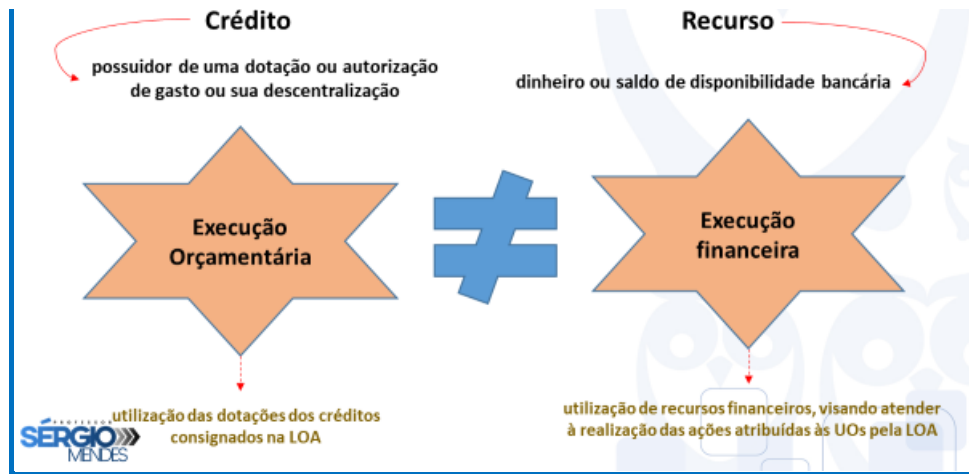 Crédito
possuidor de uma dotação ou autorização
de gasto ou sua descentralização
Execução
Orçamentária
utilização das dotações dos créditos
consignados na LOA
Recurso
dinheiro ou saldo de disponibilidade bancária
Execução
financeira
utilização de recursos financeiros, visando atender
à realização das ações atribuídas às UOs pela LOA
PROFESSOR
SÉRGIO
MENDES